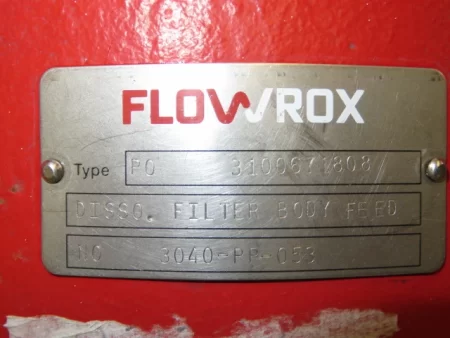 FLOWROX
Type PO 3100671808/
DISSO. FILTER BODY FEED
NO 3040-PP-053